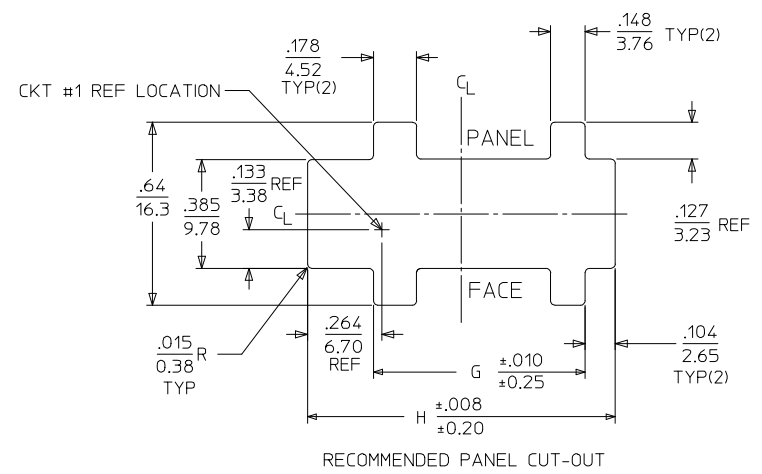 .148
3.76 TYP(2)
.178
4.52
TYP(2)
CKT #1 REF LOCATION
CL
PANEL
.133
3.38 REF
.64
16.3
.385
9.78
CL
.127
3.23 REF
FACE
.015
0.38 R
TYP
.264
6.70
REF
.104
2.65
TYP(2)
G ±.010
±0.25
H ±.008
±0.20
RECOMMENDED PANEL CUT-OUT